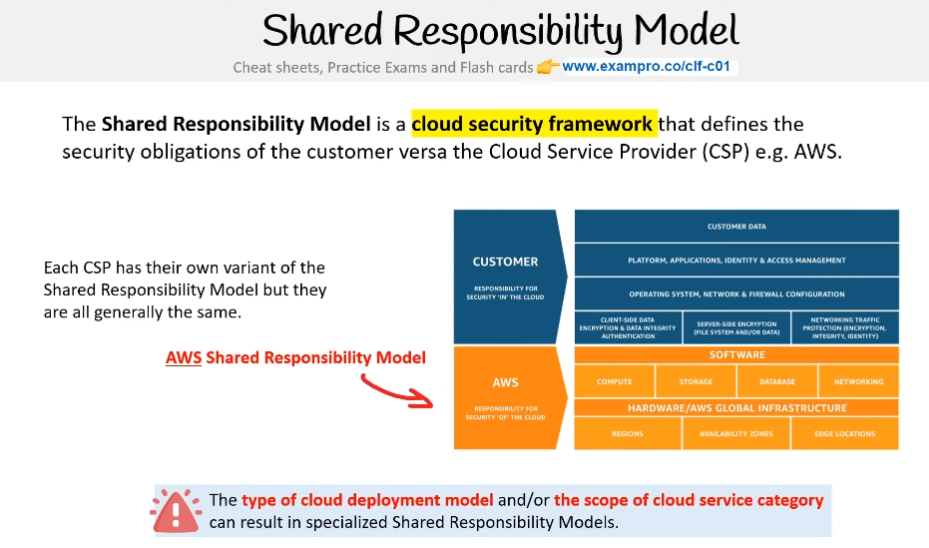 Shared Responsibility Model
Cheat sheets, Practice Exams and Flash cards 👉 www.exampro.co/clf-c01
The Shared Responsibility Model is a cloud security framework that defines the
security obligations of the customer versa the Cloud Service Provider (CSP) e.g. AWS.
Each CSP has their own variant of the
Shared Responsibility Model but they
are all generally the same.
AWS Shared Responsibility Model
CUSTOMER
RESPONSIBILITY FOR
SECURITY 'IN' THE CLOUD
CUSTOMER DATA
PLATFORM, APPLICATIONS, IDENTITY & ACCESS MANAGEMENT
OPERATING SYSTEM, NETWORK & FIREWALL CONFIGURATION
CLIENT-SIDE DATA
ENCRYPTION & DATA INTEGRITY
AUTHENTICATION
SERVER-SIDE ENCRYPTION
(FILE SYSTEM AND/OR DATA)
NETWORKING TRAFFIC
PROTECTION (ENCRYPTION,
INTEGRITY, IDENTITY)
AWS
RESPONSIBILITY FOR
SECURITY 'OF' THE CLOUD
SOFTWARE
COMPUTE
STORAGE
DATABASE
NETWORKING
HARDWARE/AWS GLOBAL INFRASTRUCTURE
REGIONS
AVAILABILITY ZONES
EDGE LOCATIONS
The type of cloud deployment model and/or the scope of cloud service category
can result in specialized Shared Responsibility Models.